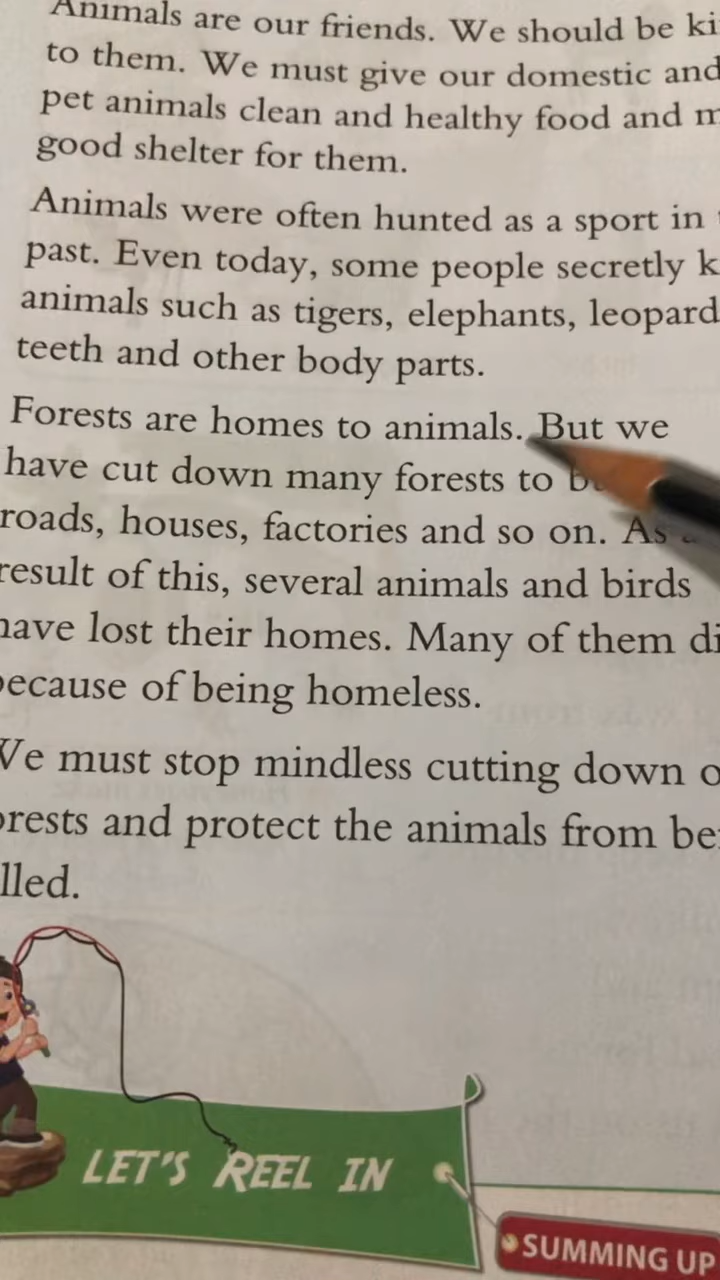 Animals are our friends. We should be ki
to them. We must give our domestic and
pet animals clean and healthy food and m
good shelter for them.
Animals were often hunted as a sport in
past. Even today, some people secretly k
animals such as tigers, elephants, leopard
teeth and other body parts.
Forests are homes to animals. But we
have cut down many forests to
roads, houses, factories and so on. As a
result of this, several animals and birds
have lost their homes. Many of them di
because of being homeless.
We must stop mindless cutting down o
orests and protect the animals from be
lled.
LET'S REEL IN
SUMMING UP